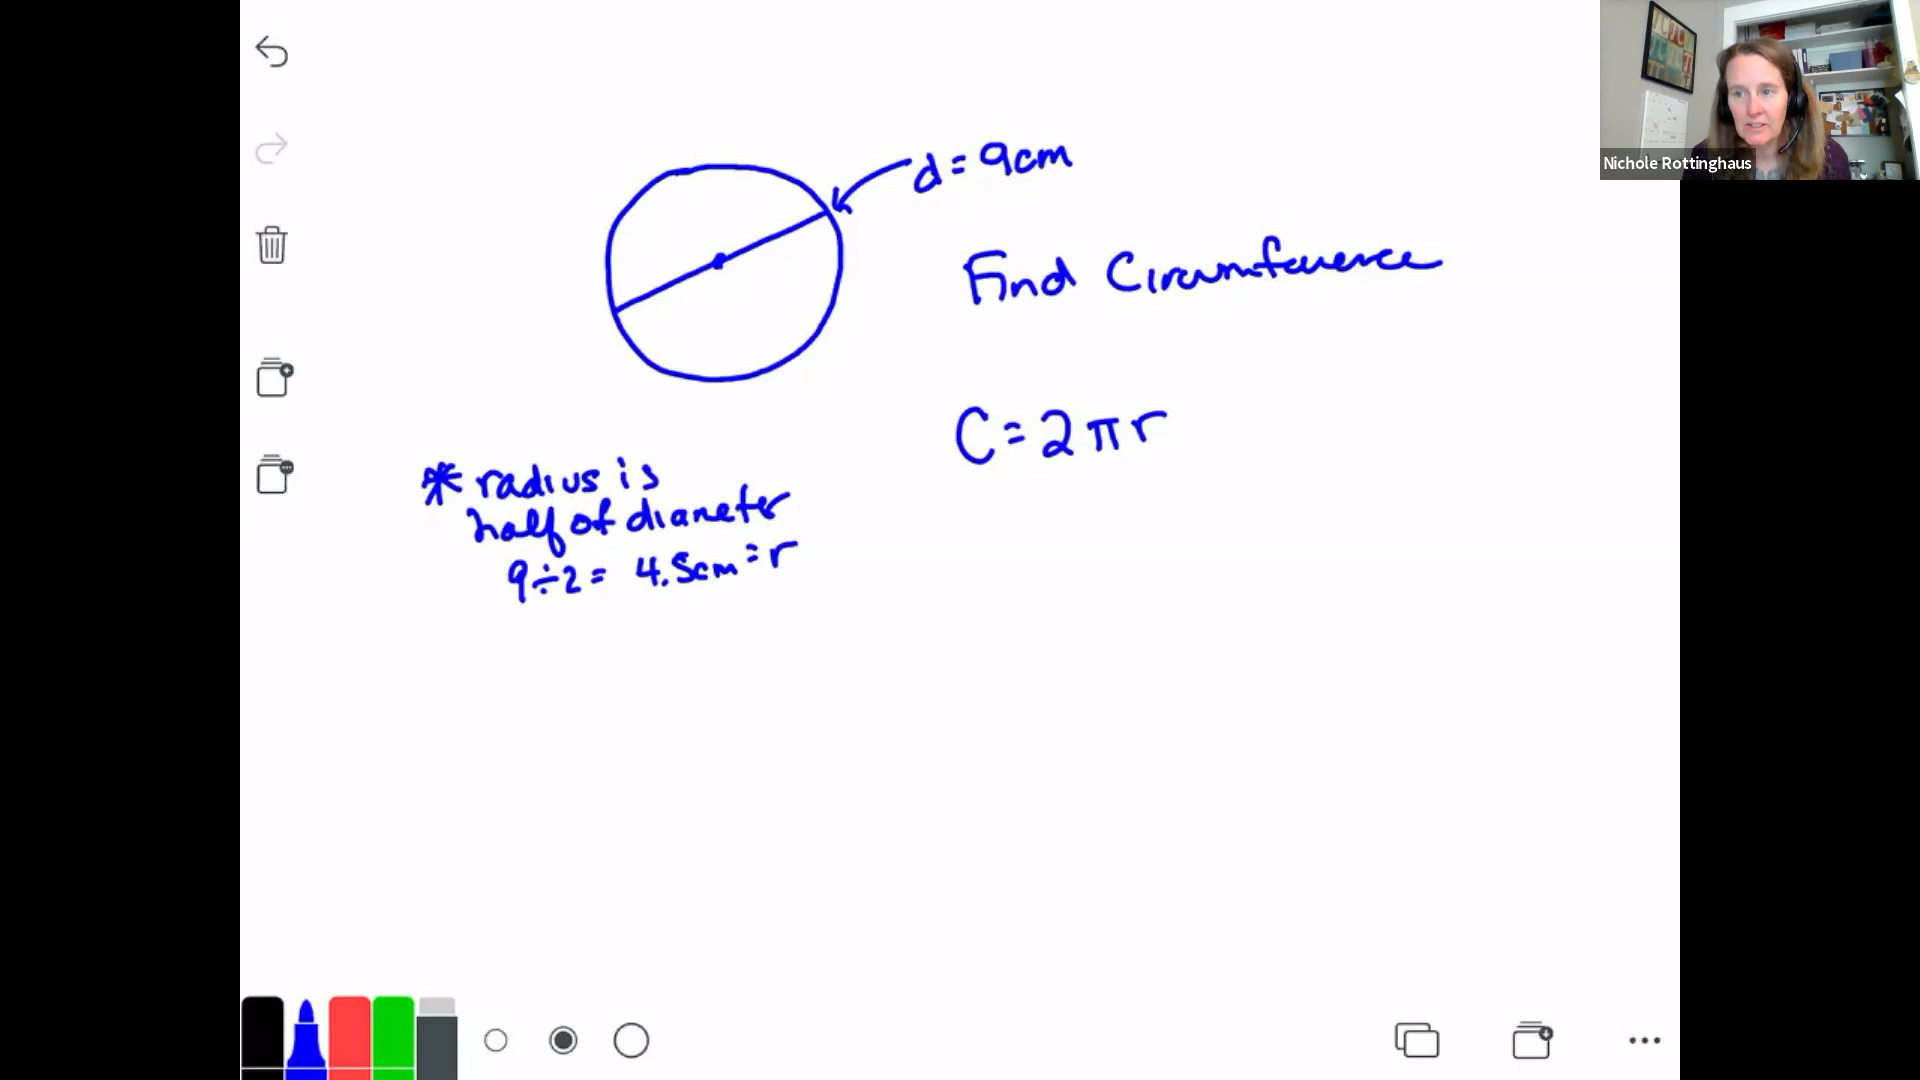 d = 9cm
Find Circumference
C = 2πr
* radius is
half of diameter
9 ÷ 2 = 4.5cm = r
Nichole Rottinghaus